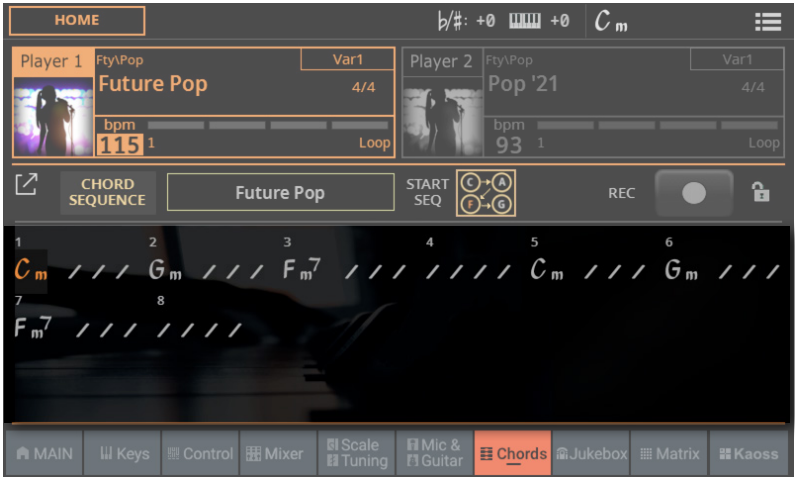 HOME
♭/♯: +0 +0 Cm
Player 1 Fty\Pop Var1
Future Pop 4/4
bpm
115 1 Loop
Player 2 Fty\Pop Var1
Pop '21 4/4
bpm
93 1 Loop
CHORD
SEQUENCE
Future Pop
START
SEQ
C A
F G
REC
1 2 3 4 5 6
Cm / / / Gm / / / Fm7 / / / / / / / Cm / / / Gm / / /
7 8
Fm7 / / / / / / /
MAIN
Keys
Control
Mixer
Scale
Tuning
Mic &
Guitar
Chords
Jukebox
Matrix
Kaoss